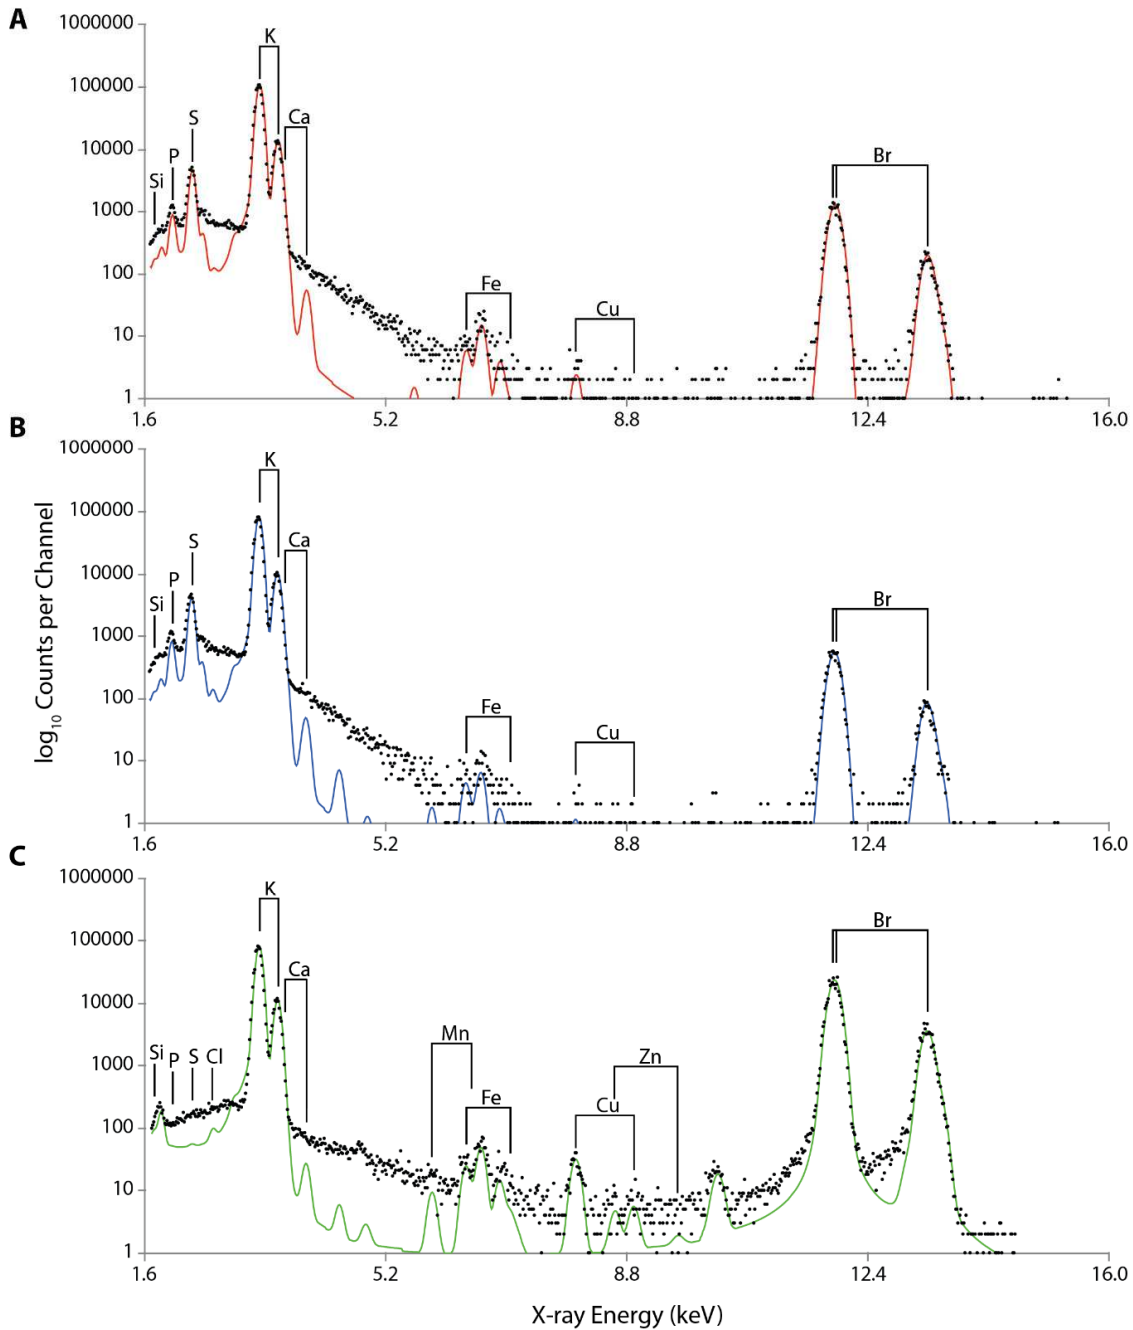 A
1000000
100000
10000
1000
100
10
1
Si
P
S
K
Ca
Fe
Cu
Br
1.6
5.2
8.8
12.4
16.0
B
1000000
100000
10000
1000
100
10
1
Si
P
S
K
Ca
Fe
Cu
Br
1.6
5.2
8.8
12.4
16.0
log10 Counts per Channel
C
1000000
100000
10000
1000
100
10
1
Si
P
S
Cl
K
Ca
Mn
Fe
Cu
Zn
Br
1.6
5.2
8.8
12.4
16.0
X-ray Energy (keV)